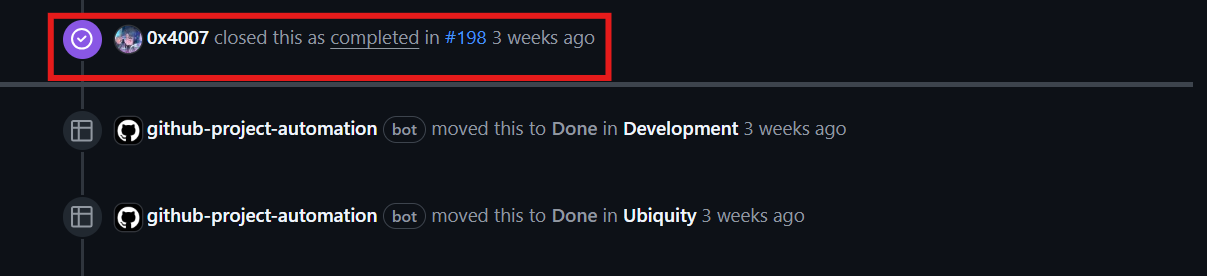 0x4007 closed this as completed in #198 3 weeks ago
github-project-automation bot moved this to Done in Development 3 weeks ago
github-project-automation bot moved this to Done in Ubiquity 3 weeks ago